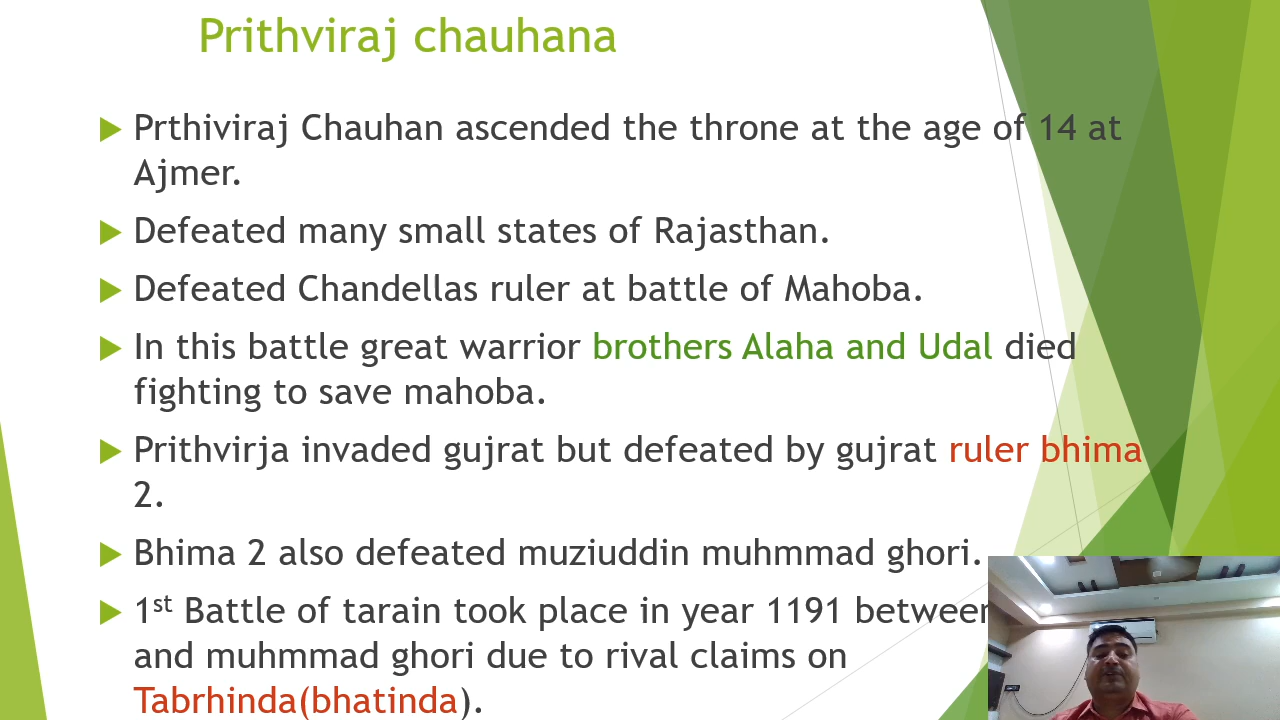 Prithviraj chauhana
Prthiviraj Chauhan ascended the throne at the age of 14 at
Ajmer.
Defeated many small states of Rajasthan.
Defeated Chandellas ruler at battle of Mahoba.
In this battle great warrior brothers Alaha and Udal died
fighting to save mahoba.
Prithvirja invaded gujrat but defeated by gujrat ruler bhima
2.
Bhima 2 also defeated muziuddin muhmmad ghori.
1st Battle of tarain took place in year 1191 between
and muhmmad ghori due to rival claims on
Tabrhinda(bhatinda).